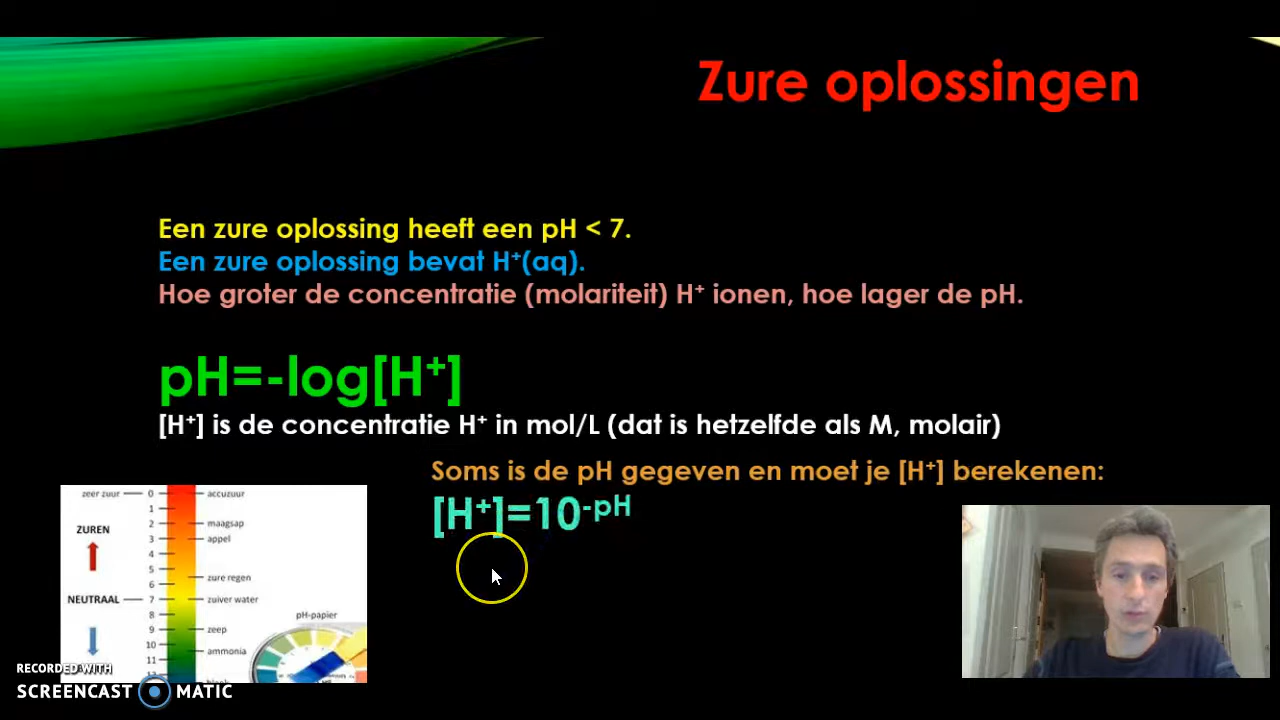 Zure oplossingen
Een zure oplossing heeft een pH < 7.
Een zure oplossing bevat H⁺(aq).
Hoe groter de concentratie (molariteit) H⁺ ionen, hoe lager de pH.
pH=-log[H⁺]
[H⁺] is de concentratie H⁺ in mol/L (dat is hetzelfde als M, molair)
Soms is de pH gegeven en moet je [H⁺] berekenen:
[H⁺]=10⁻ᵖᴴ
zeer zuur 0 accuzuur
1
ZUREN 2 maagsap
3 appel
4
5
6 zure regen
NEUTRAAL 7 zuiver water
8
pH-papier
9 zeep
10
11 ammonia
RECORDED WITH
SCREENCAST MATIC